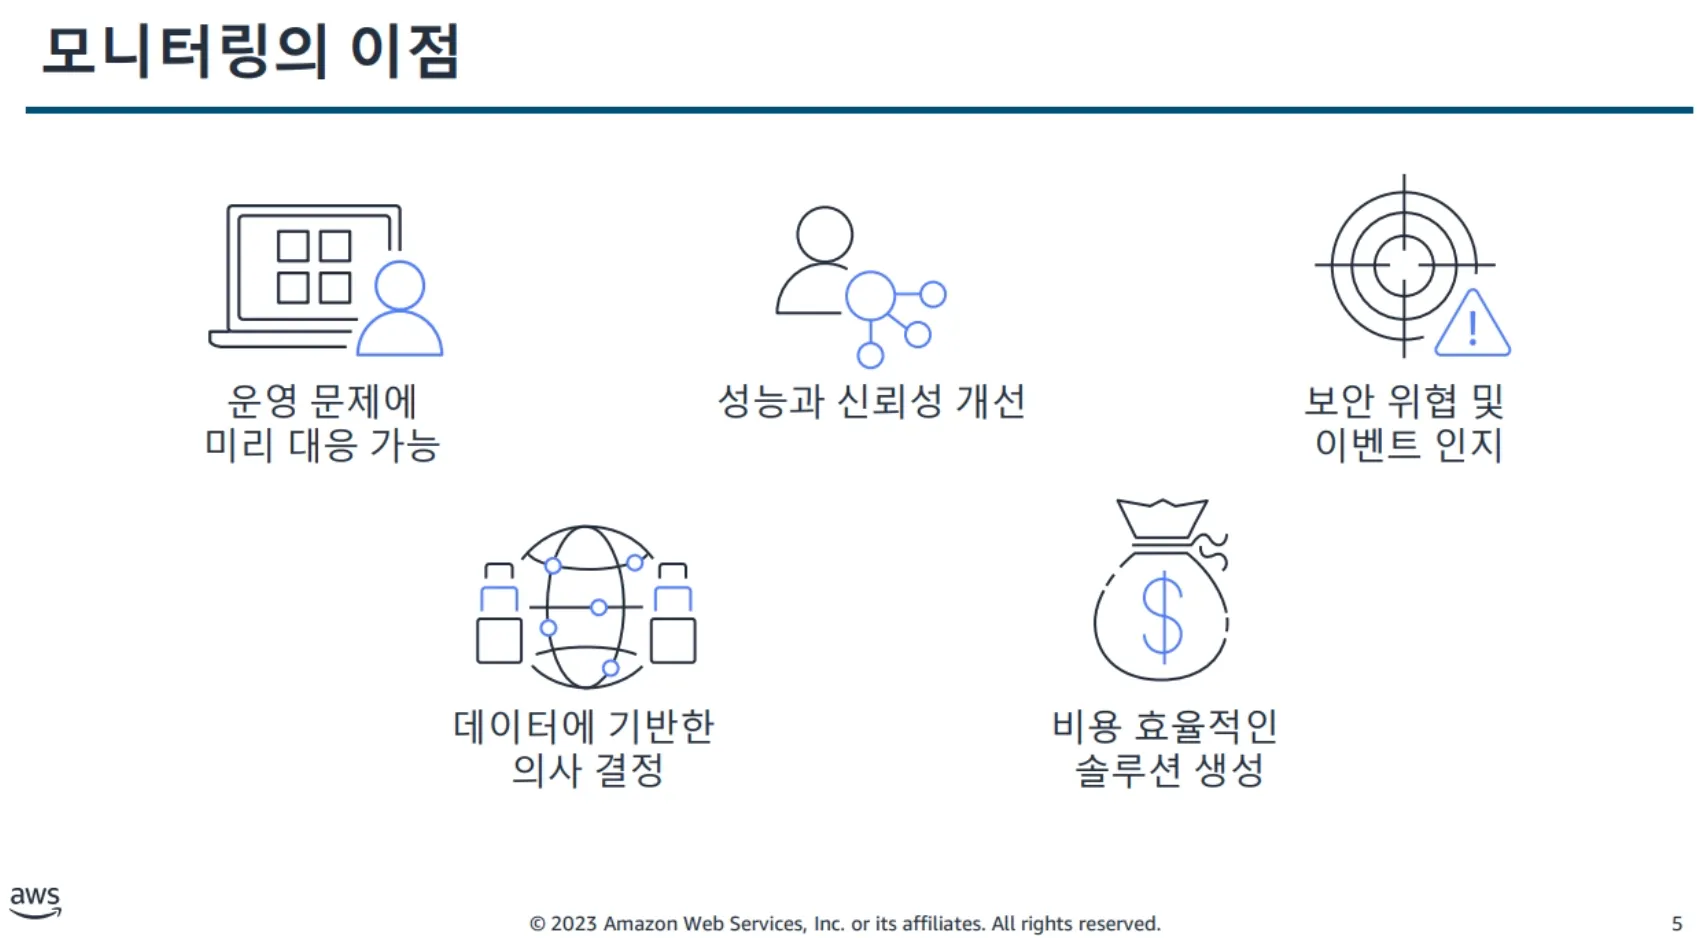 모니터링의 이점
운영 문제에
미리 대응 가능
성능과 신뢰성 개선
보안 위협 및
이벤트 인지
!
데이터에 기반한
의사 결정
$
비용 효율적인
솔루션 생성
aws
© 2023 Amazon Web Services, Inc. or its affiliates. All rights reserved.
5